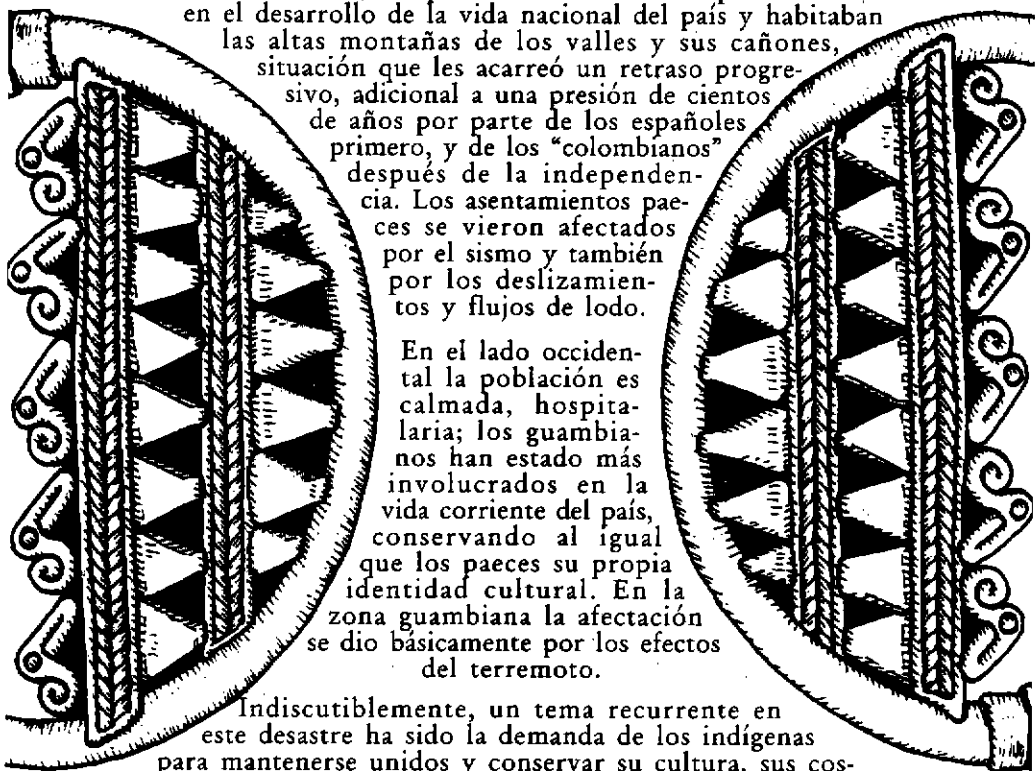 en el desarrollo de la vida nacional del país y habitaban
las altas montañas de los valles y sus cañones,
situación que les acarreó un retraso progre-
sivo, adicional a una presión de cientos
de años por parte de los españoles
primero, y de los "colombianos"
después de la independen-
cia. Los asentamientos pae-
ces se vieron afectados
por el sismo y también
por los deslizamien-
tos y flujos de lodo.
En el lado occiden-
tal la población es
calmada, hospita-
laria; los guambia-
nos han estado más
involucrados en la
vida corriente del país,
conservando al igual
que los paeces su propia
identidad cultural. En la
zona guambiana la afectación
se dio básicamente por los efectos
del terremoto.
Indiscutiblemente, un tema recurrente en
este desastre ha sido la demanda de los indígenas
para mantenerse unidos y conservar su cultura, sus cos-